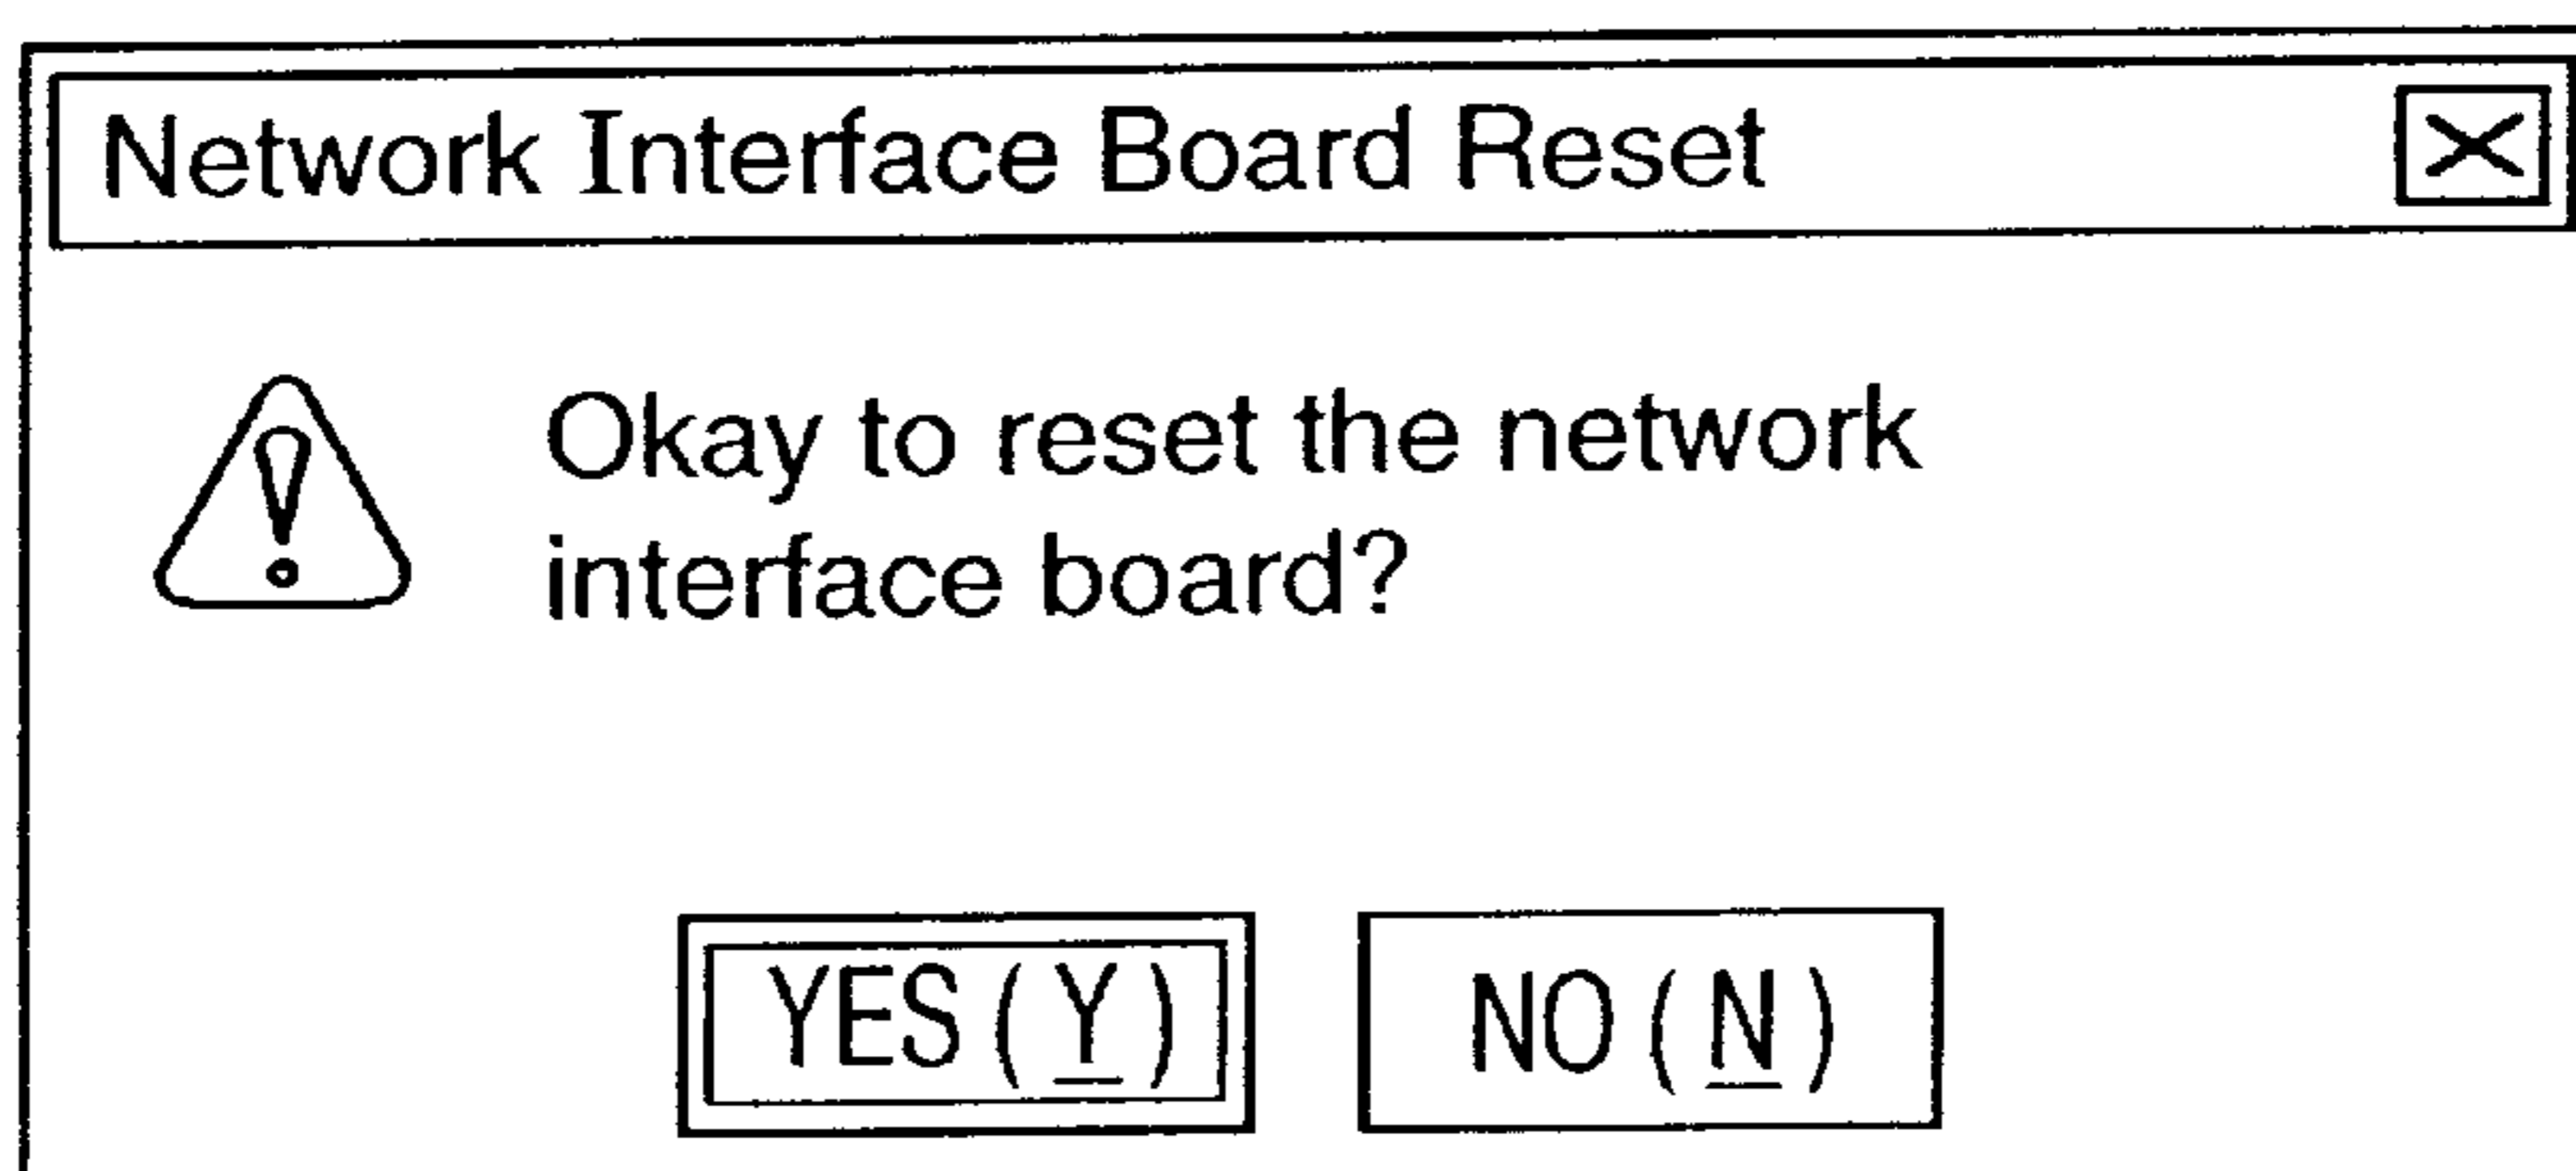 Network Interface Board Reset
Okay to reset the network
interface board?
YES (Y)
NO (N)